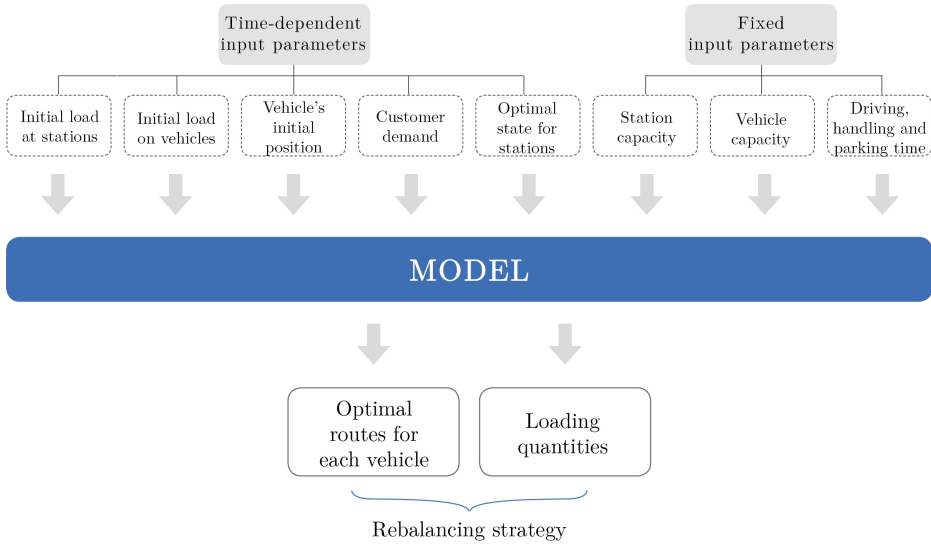 Time-dependent
input parameters
Fixed
input parameters
Initial load
at stations
Initial load
on vehicles
Vehicle's
initial
position
Customer
demand
Optimal
state for
stations
Station
capacity
Vehicle
capacity
Driving,
handling and
parking time.
MODEL
Optimal
routes for
each vehicle
Loading
quantities
Rebalancing strategy